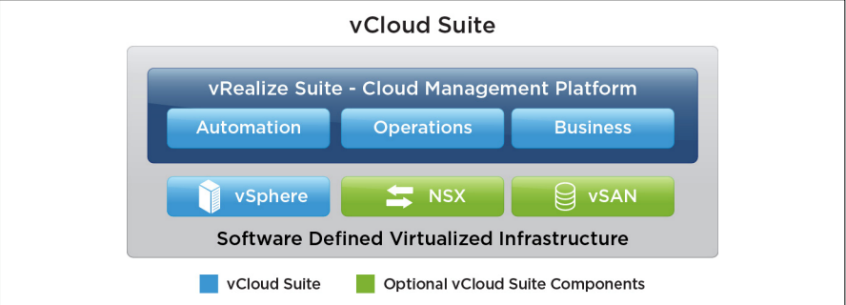 vCloud Suite
vRealize Suite - Cloud Management Platform
Automation Operations Business
vSphere NSX vSAN
Software Defined Virtualized Infrastructure
vCloud Suite Optional vCloud Suite Components